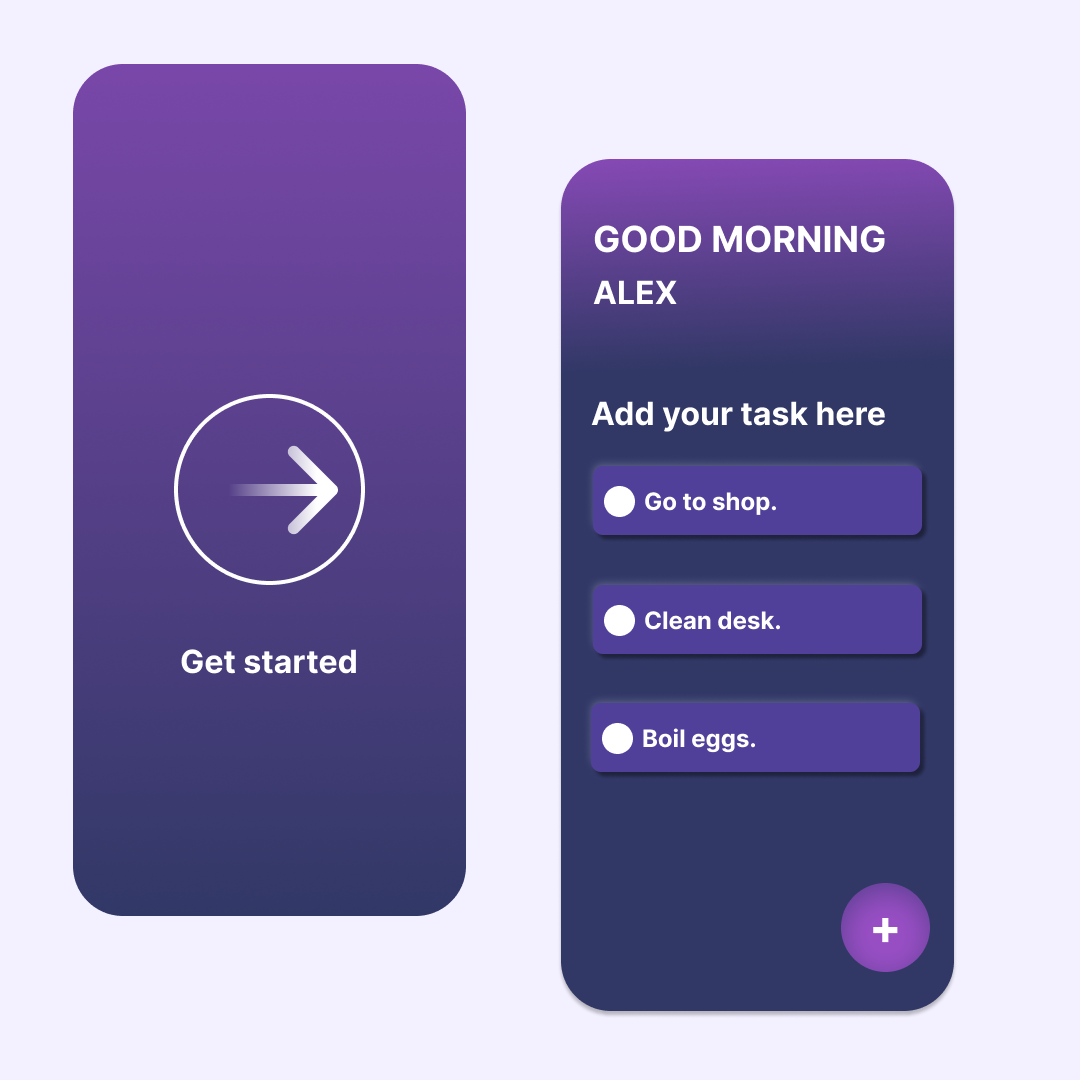 Get started
GOOD MORNING
ALEX
Add your task here
Go to shop.
Clean desk.
Boil eggs.
+